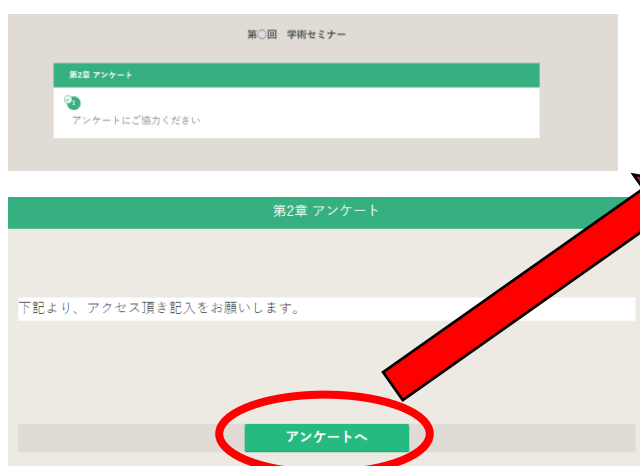 第○回 学術セミナー
第2章 アンケート
1
アンケートにご協力ください
第2章 アンケート
下記より、アクセス頂き記入をお願いします。
アンケートへ